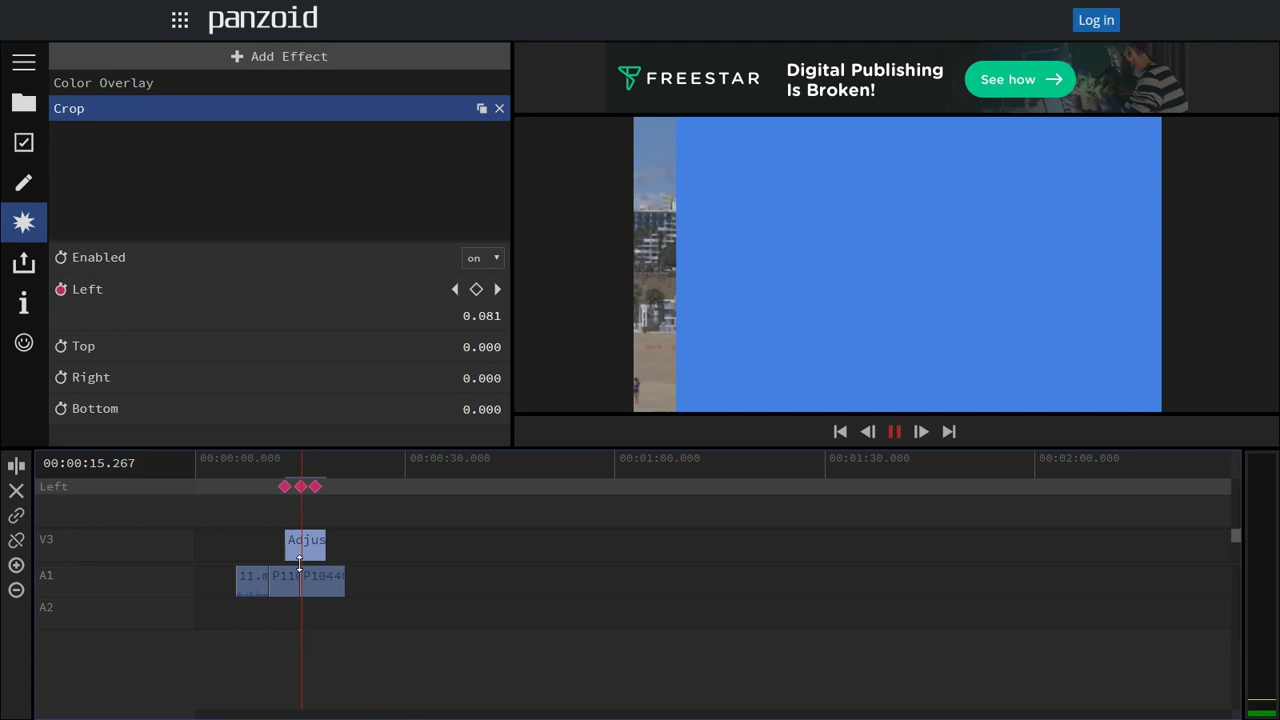 panzoid
Log in
Add Effect
Color Overlay
Crop
FREESTAR
Digital Publishing
Is Broken!
See how
Enabled
on
Left
0.081
Top
0.000
Right
0.000
Bottom
0.000
00:00:15.267
00:00:00.000
00:00:30.000
00:01:00.000
00:01:30.000
00:02:00.000
Left
V3
Adjus
A1
11.m
P110
P1044
A2